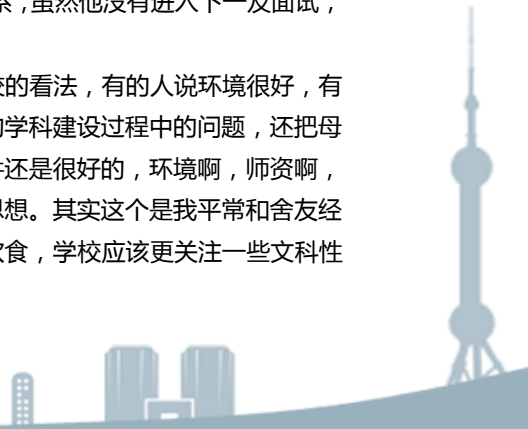 系，虽然他没有进入下一及面试，
校的看法，有的人说环境很好，有
的学科建设过程中的问题，还把母
件还是很好的，环境啊，师资啊，
思想。其实这个是我平常和舍友经
饮食，学校应该更关注一些文科性